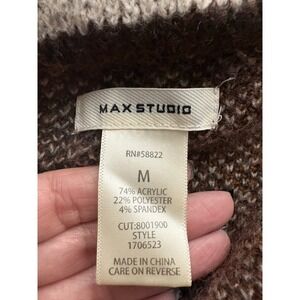 MAX STUDIO
RN#58822
M
74% ACRYLIC
22% POLYESTER
4% SPANDEX
CUT:8001900
STYLE
1706523
MADE IN CHINA
CARE ON REVERSE